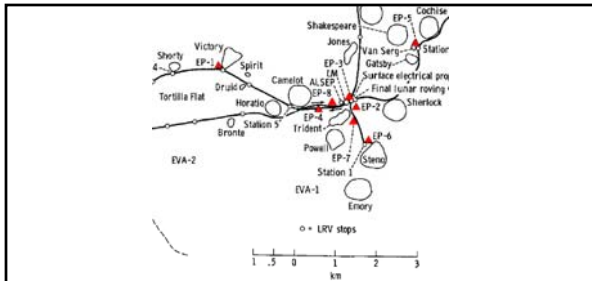 Cochise
EP-5
Shakespeare
Victory
Jones
Van Serg
Station
Shorty
EP-1
Spirit
EP-3
Gatsby
4
LM
Surface electrical prop
Camelot
ALSEP
Final lunar roving v
Druid
EP-8
Tortilla Flat
Horatio
EP-2
Sherlock
Station 5
EP-4
Bronte
Trident
EP-6
Powell
Steno
EP-7
EVA-2
Station 1
EVA-1
Emory
o = LRV stops
1 .5 0 1 2 3
km